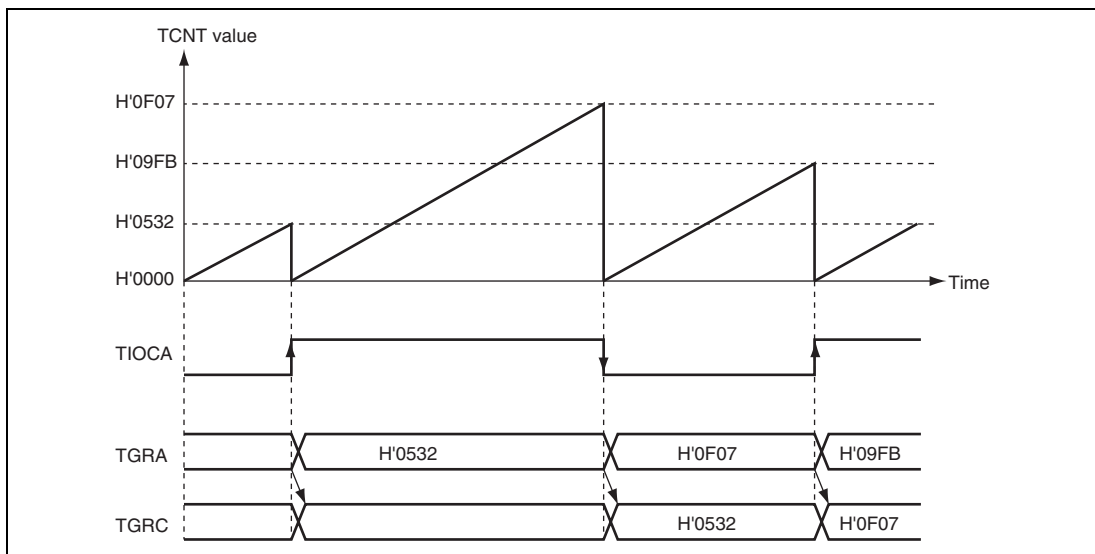 TCNT value
H'0F07
H'09FB
H'0532
H'0000
Time
TIOCA
TGRA H'0532 H'0F07 H'09FB
TGRC H'0532 H'0F07